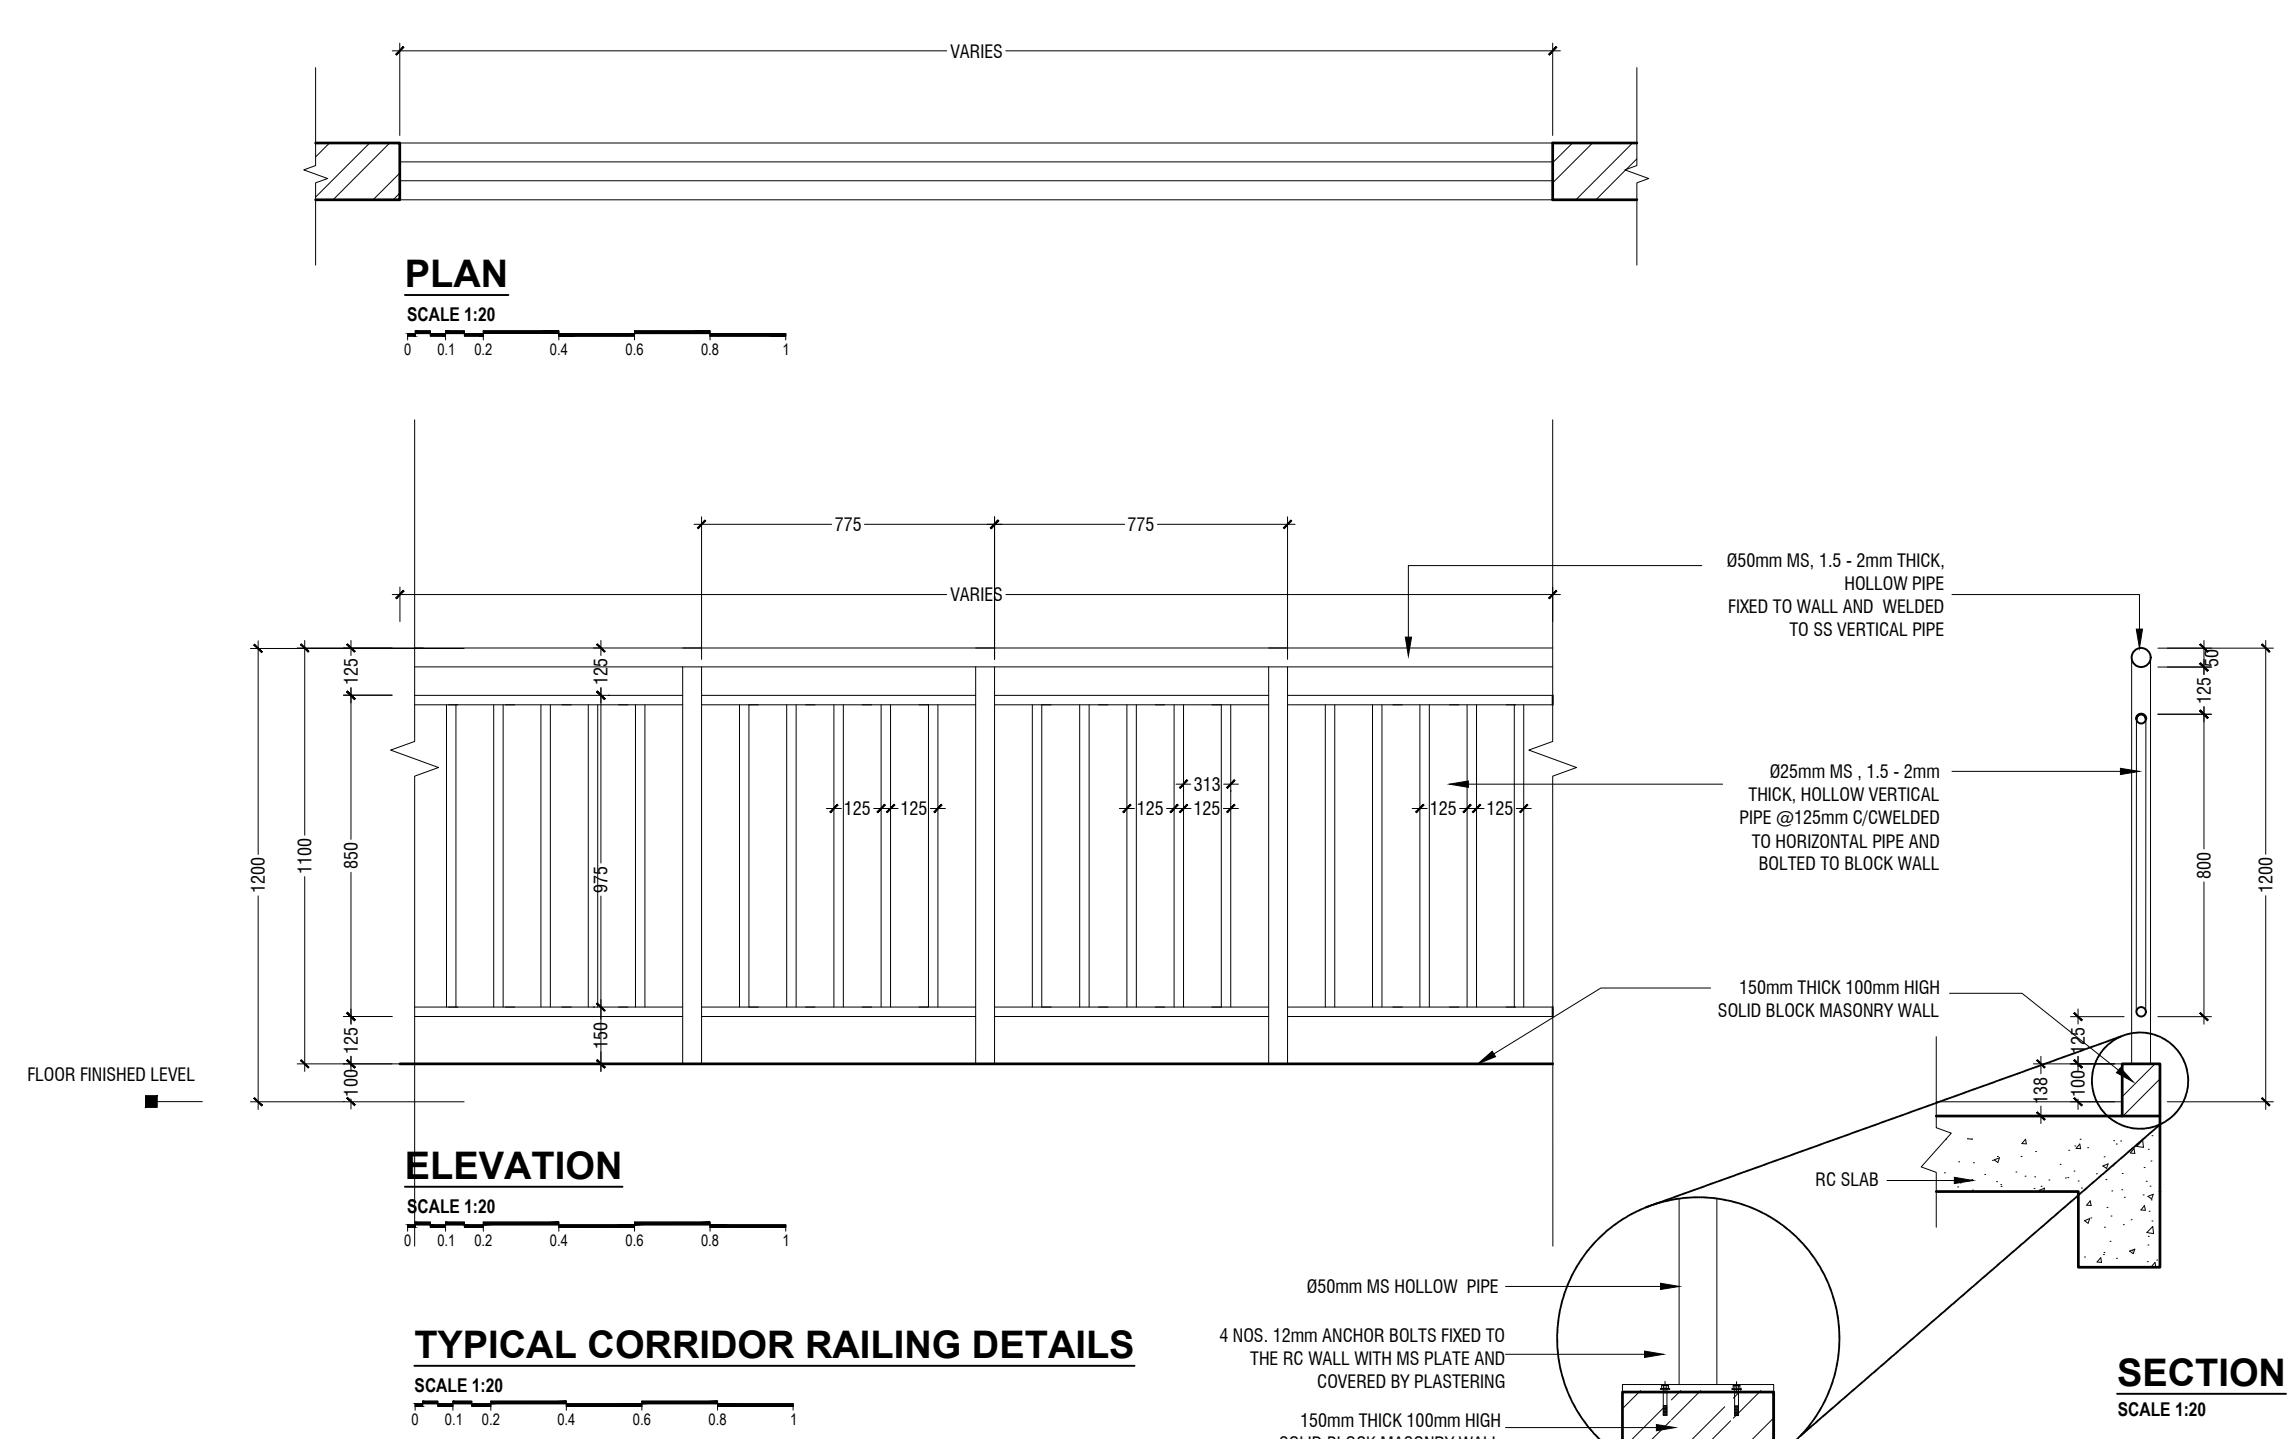 VARIES
PLAN
SCALE 1:20
0 0.1 0.2 0.4 0.6 0.8 1
775 775
VARIES
125
125
1200
1100
850
975
125
150
100
313
125 125
125 125
125 125
FLOOR FINISHED LEVEL
Ø50mm MS, 1.5 - 2mm THICK,
HOLLOW PIPE
FIXED TO WALL AND WELDED
TO SS VERTICAL PIPE
Ø25mm MS , 1.5 - 2mm
THICK, HOLLOW VERTICAL
PIPE @125mm C/CWELDED
TO HORIZONTAL PIPE AND
BOLTED TO BLOCK WALL
150mm THICK 100mm HIGH
SOLID BLOCK MASONRY WALL
50
125
800
1200
125
138
100
RC SLAB
ELEVATION
SCALE 1:20
0 0.1 0.2 0.4 0.6 0.8 1
TYPICAL CORRIDOR RAILING DETAILS
SCALE 1:20
0 0.1 0.2 0.4 0.6 0.8 1
Ø50mm MS HOLLOW PIPE
4 NOS. 12mm ANCHOR BOLTS FIXED TO
THE RC WALL WITH MS PLATE AND
COVERED BY PLASTERING
150mm THICK 100mm HIGH
SOLID BLOCK MASONRY WALL
SECTION
SCALE 1:20